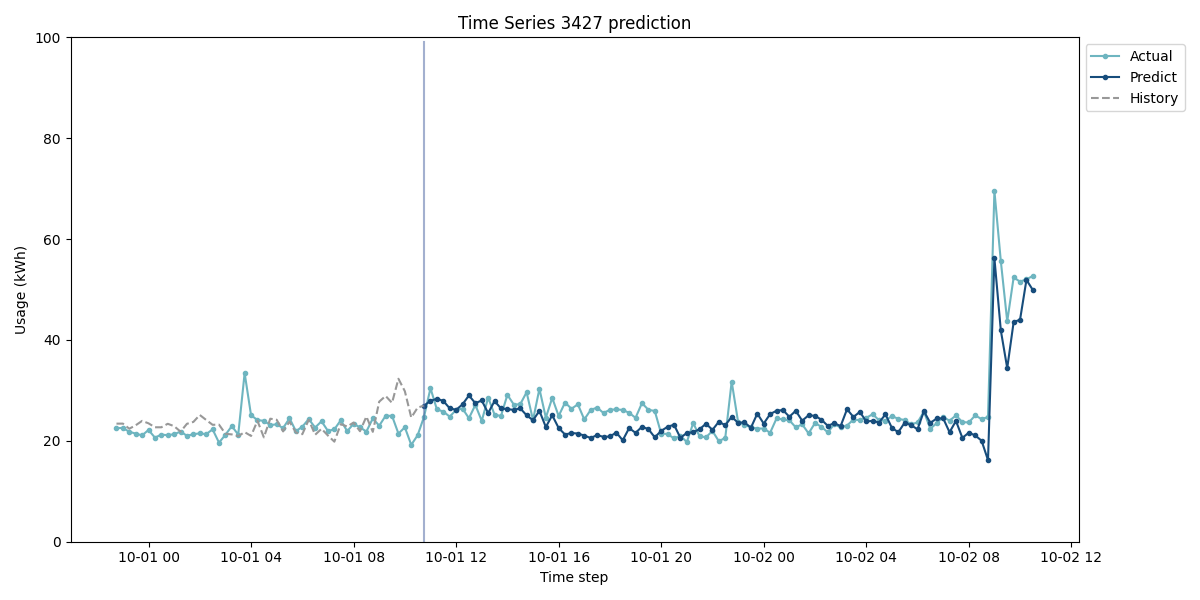 Time Series 3427 prediction
100
80
60
40
20
0
Usage (kWh)
10-01 00
10-01 04
10-01 08
10-01 12
10-01 16
10-01 20
10-02 00
10-02 04
10-02 08
10-02 12
Time step
Actual
Predict
History